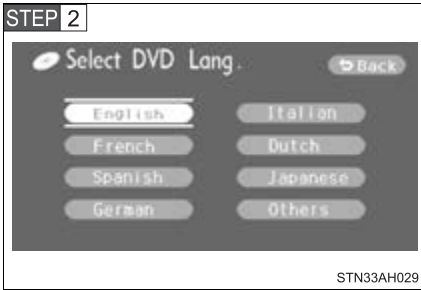 STEP 2
Select DVD Lang.
Back
English
Italian
French
Dutch
Spanish
Japanese
German
Others
STN33AH029